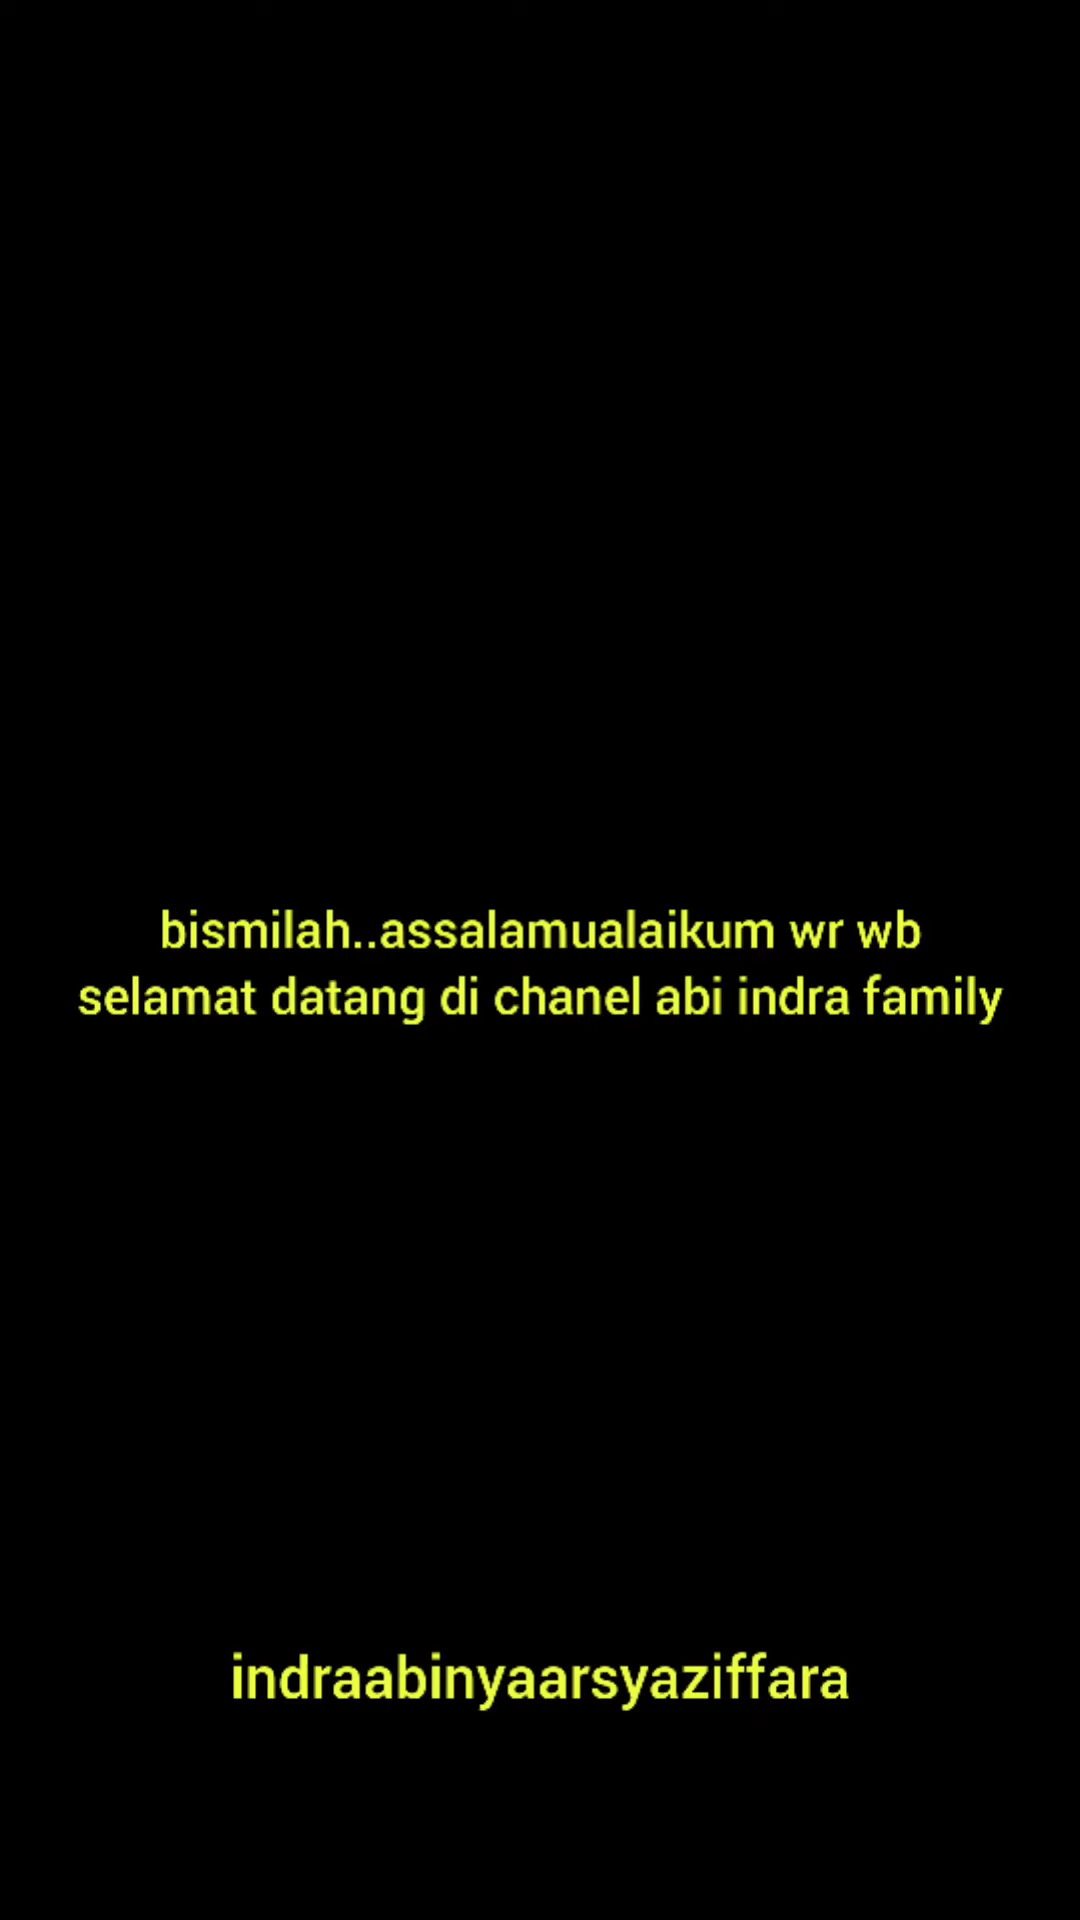 bismilah..assalamualaikum wr wb
selamat datang di chanel abi indra family
indraabinyaarsyaziffara